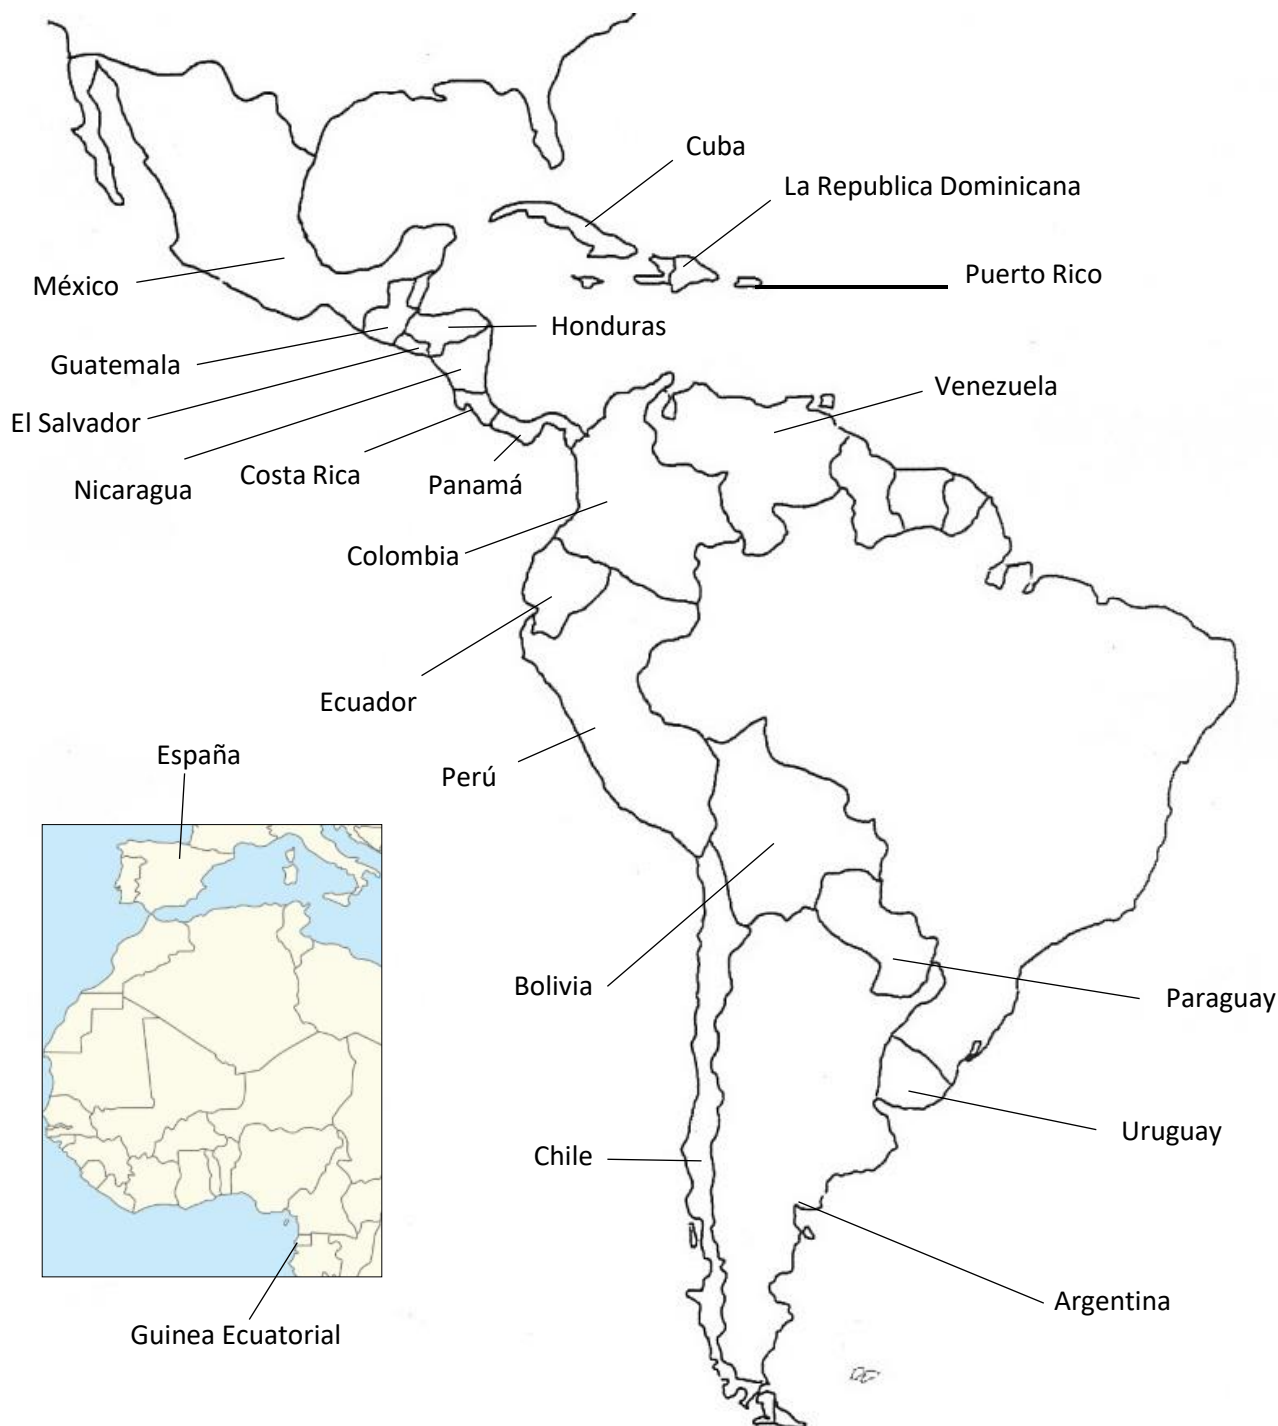 Cuba
La Republica Dominicana
Puerto Rico
México
Honduras
Guatemala
Venezuela
El Salvador
Costa Rica
Panamá
Nicaragua
Colombia
Ecuador
España
Perú
Bolivia
Paraguay
Uruguay
Chile
Argentina
Guinea Ecuatorial